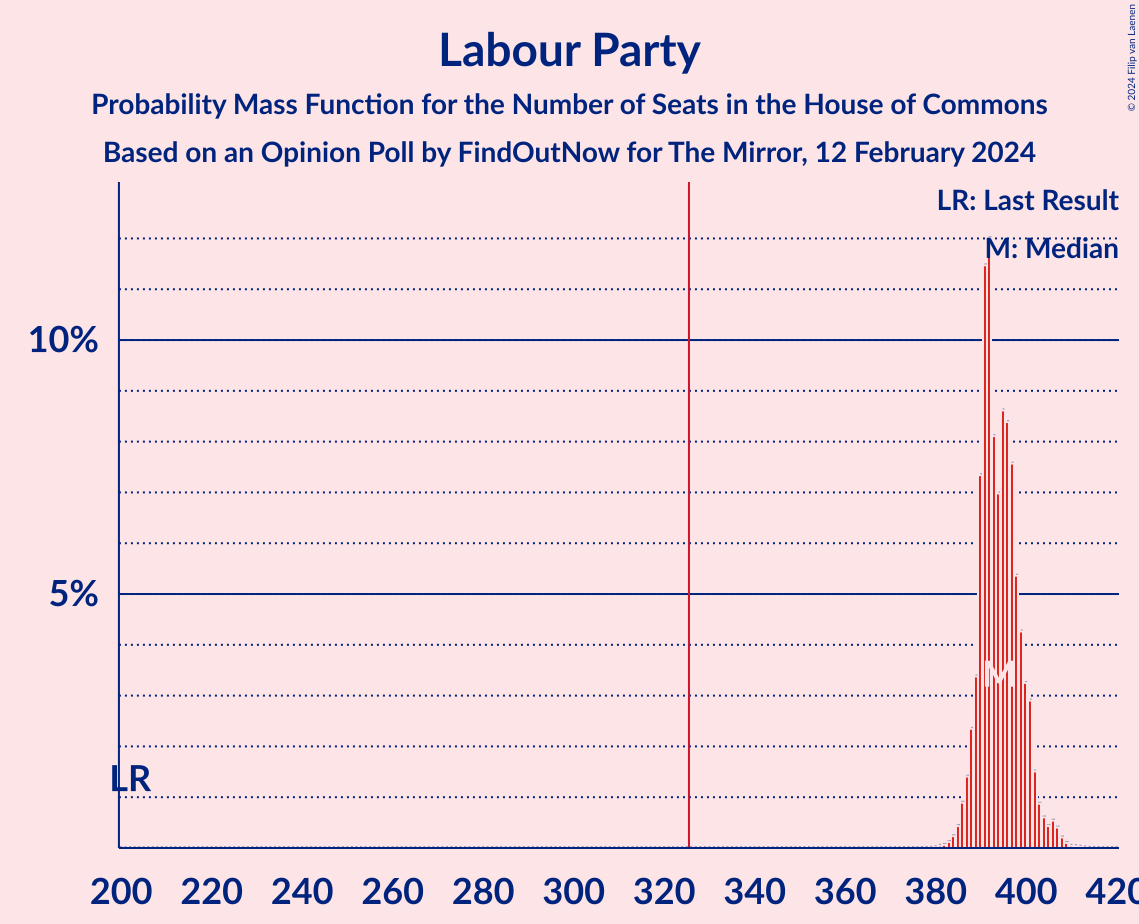 Labour Party
Probability Mass Function for the Number of Seats in the House of Commons
Based on an Opinion Poll by FindOutNow for The Mirror, 12 February 2024
© 2024 Filip van Laenen
LR: Last Result
M: Median
10%
5%
M
LR
200 220 240 260 280 300 320 340 360 380 400 420